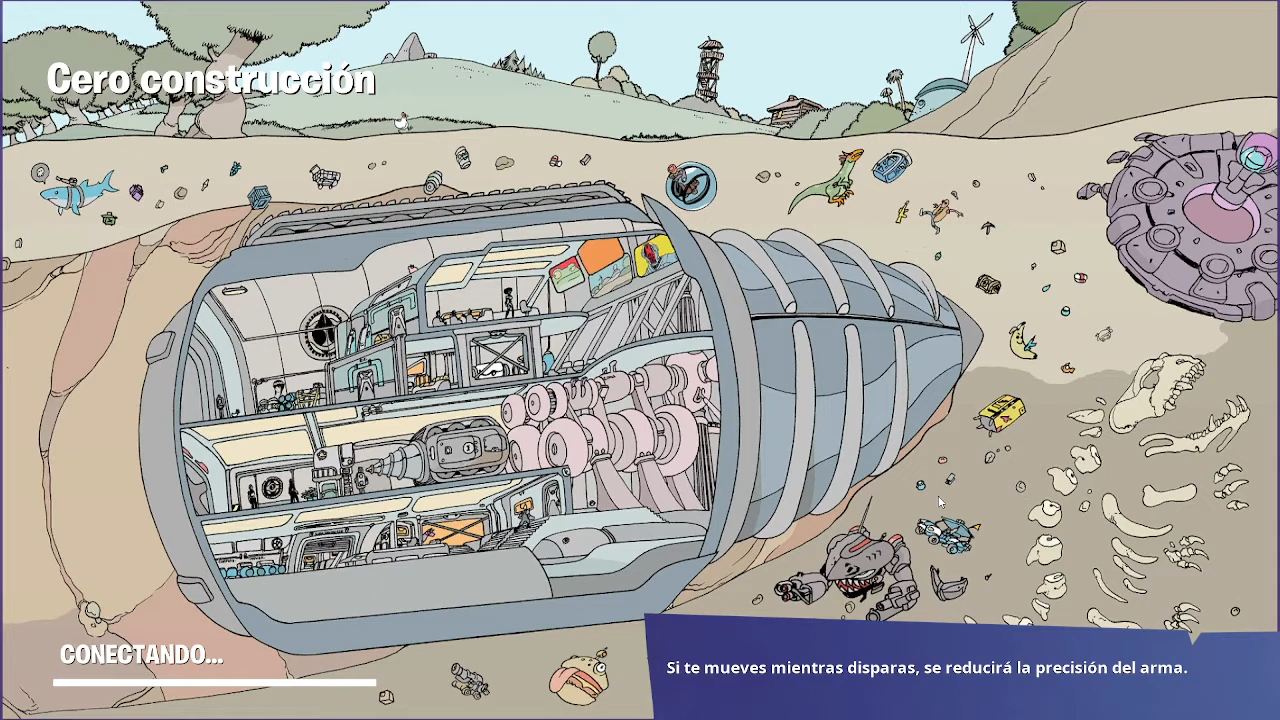 Cero construcción
CONECTANDO...
Si te mueves mientras disparas, se reducirá la precisión del arma.